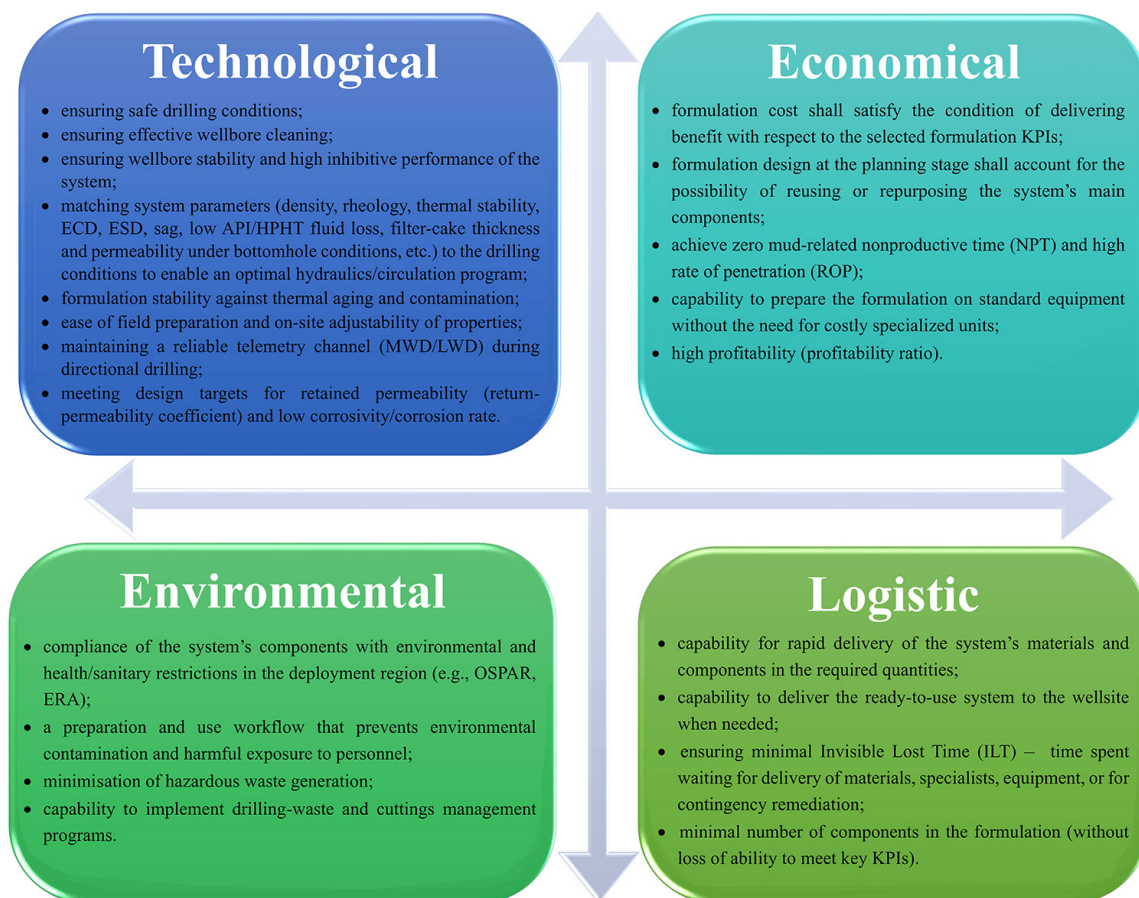 Technological
• ensuring safe drilling conditions;
• ensuring effective wellbore cleaning;
• ensuring wellbore stability and high inhibitive performance of the
system;
• matching system parameters (density, rheology, thermal stability,
ECD, ESD, sag, low API/HPHT fluid loss, filter-cake thickness
and permeability under bottomhole conditions, etc.) to the drilling
conditions to enable an optimal hydraulics/circulation program;
• formulation stability against thermal aging and contamination;
• ease of field preparation and on-site adjustability of properties;
• maintaining a reliable telemetry channel (MWD/LWD) during
directional drilling;
• meeting design targets for retained permeability (return-
permeability coefficient) and low corrosivity/corrosion rate.
Economical
• formulation cost shall satisfy the condition of delivering
benefit with respect to the selected formulation KPIs;
• formulation design at the planning stage shall account for the
possibility of reusing or repurposing the system's main
components;
• achieve zero mud-related nonproductive time (NPT) and high
rate of penetration (ROP);
• capability to prepare the formulation on standard equipment
without the need for costly specialized units;
• high profitability (profitability ratio).
Environmental
• compliance of the system's components with environmental and
health/sanitary restrictions in the deployment region (e.g., OSPAR,
ERA);
• a preparation and use workflow that prevents environmental
contamination and harmful exposure to personnel;
• minimisation of hazardous waste generation;
• capability to implement drilling-waste and cuttings management
programs.
Logistic
• capability for rapid delivery of the system's materials and
components in the required quantities;
• capability to deliver the ready-to-use system to the wellsite
when needed;
• ensuring minimal Invisible Lost Time (ILT) – time spent
waiting for delivery of materials, specialists, equipment, or for
contingency remediation;
• minimal number of components in the formulation (without
loss of ability to meet key KPIs).